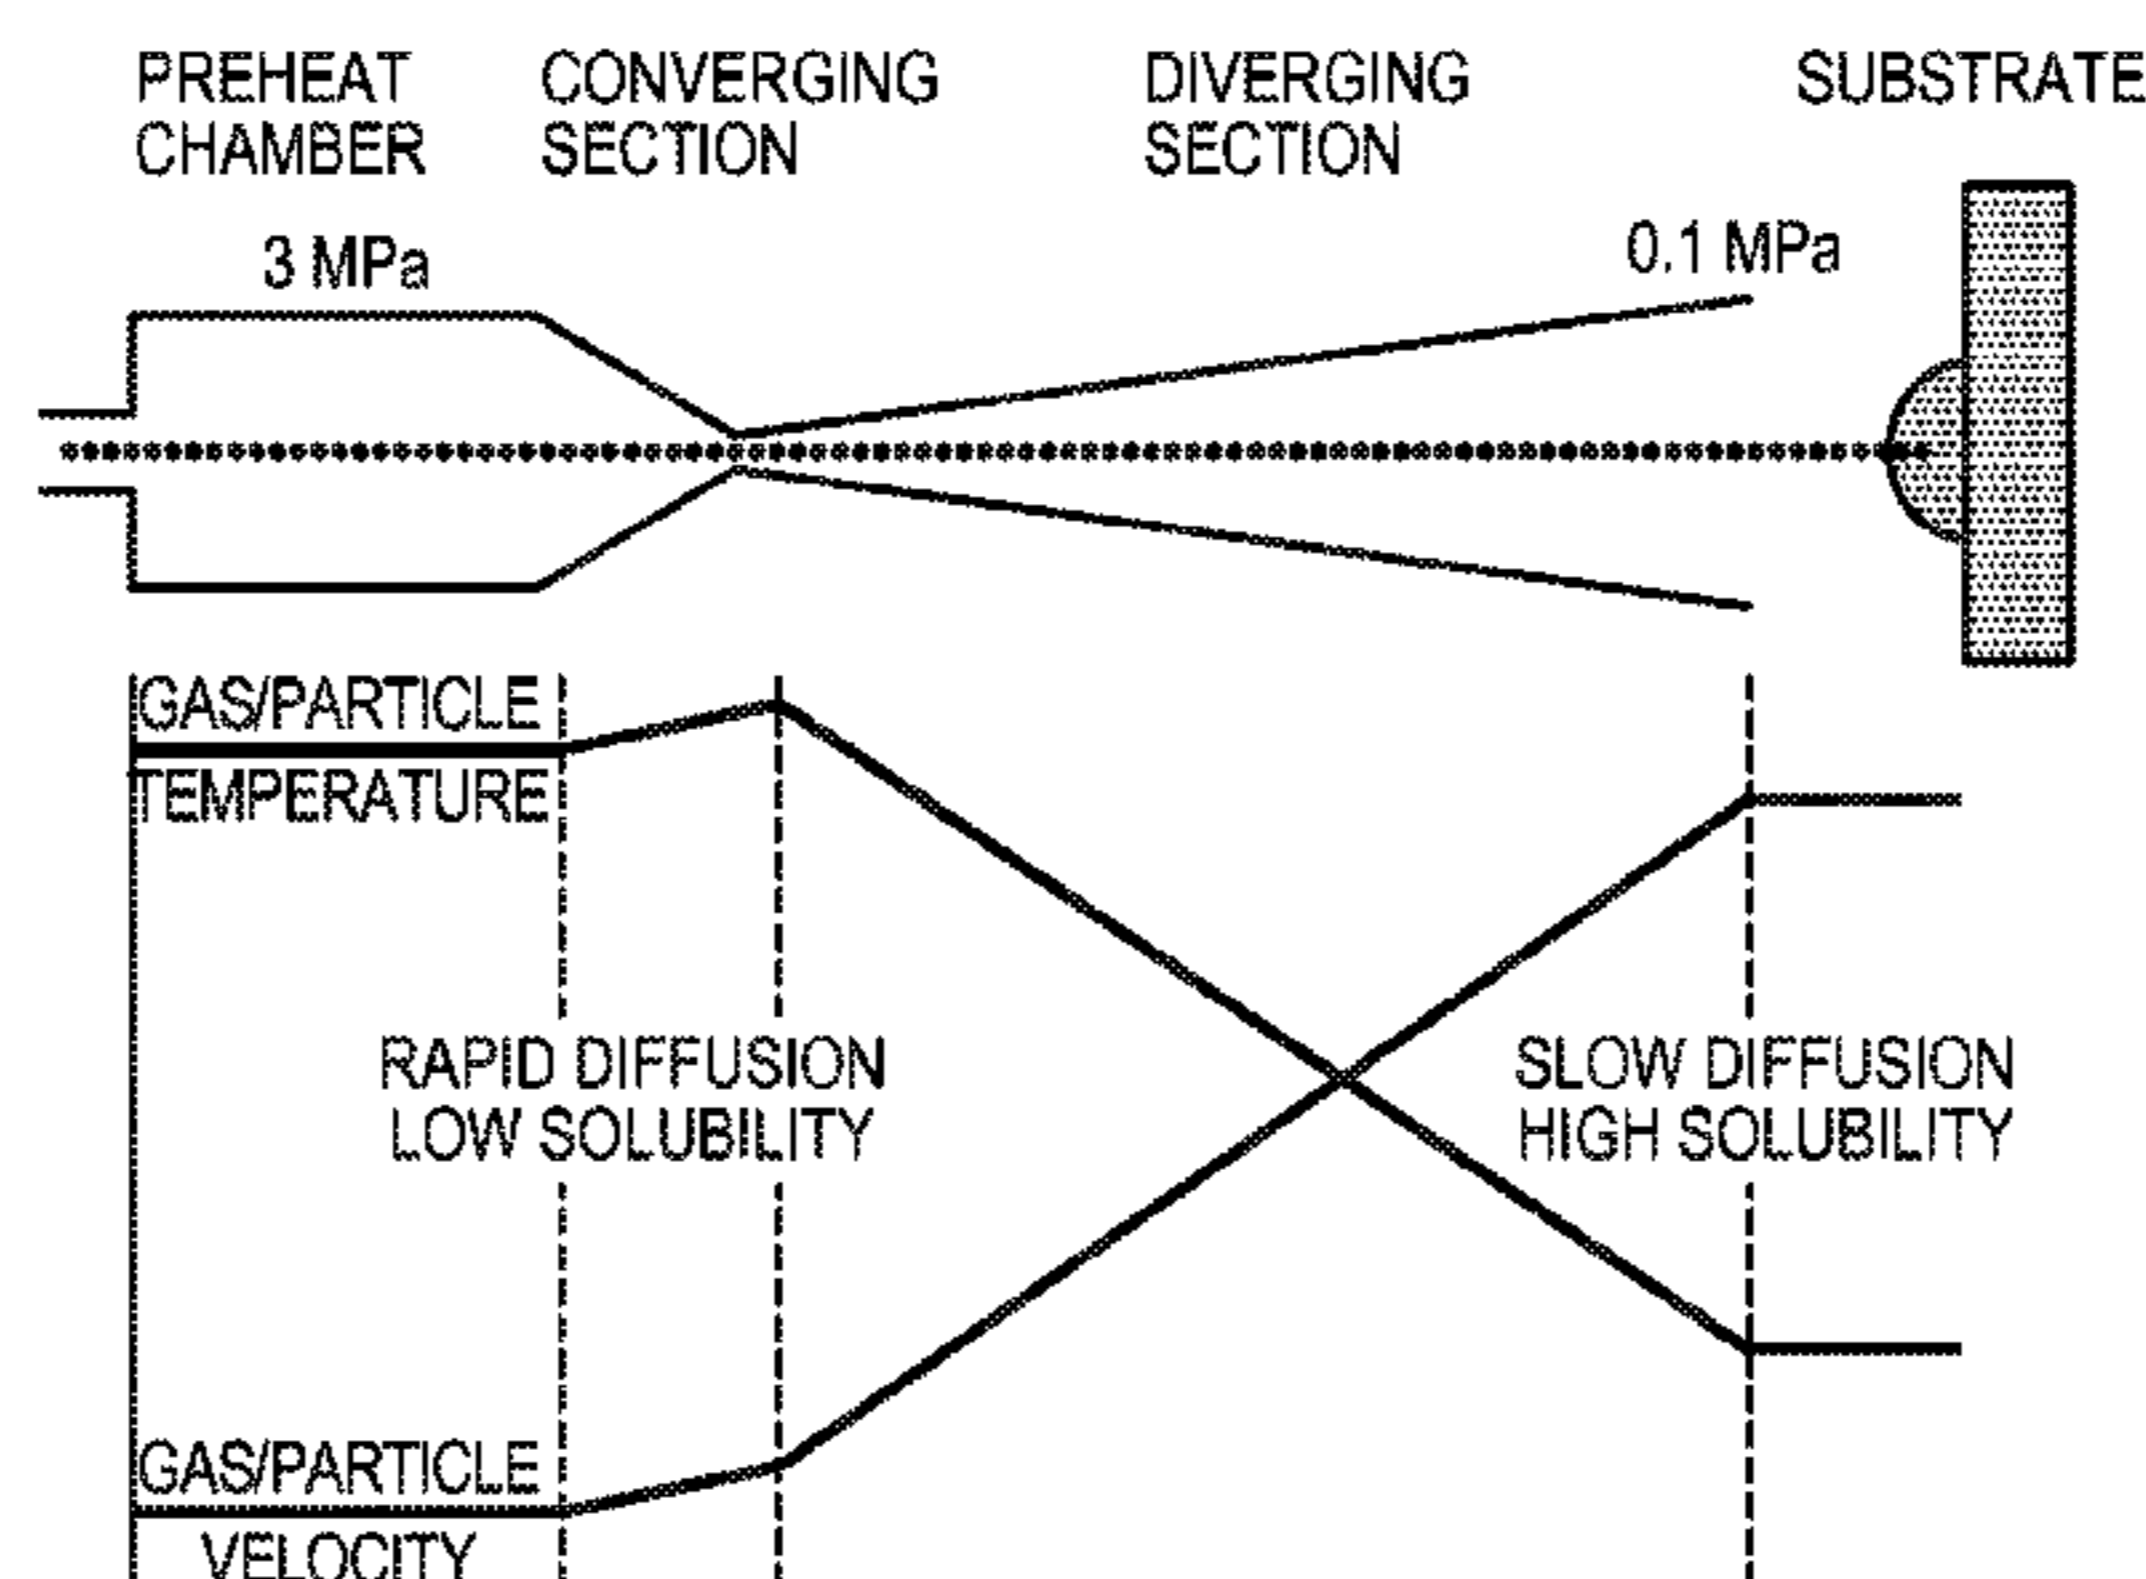 PREHEAT
CHAMBER
CONVERGING
SECTION
DIVERGING
SECTION
SUBSTRATE
3 MPa
0.1 MPa
GAS/PARTICLE
TEMPERATURE
RAPID DIFFUSION
LOW SOLUBILITY
SLOW DIFFUSION
HIGH SOLUBILITY
GAS/PARTICLE
VELOCITY